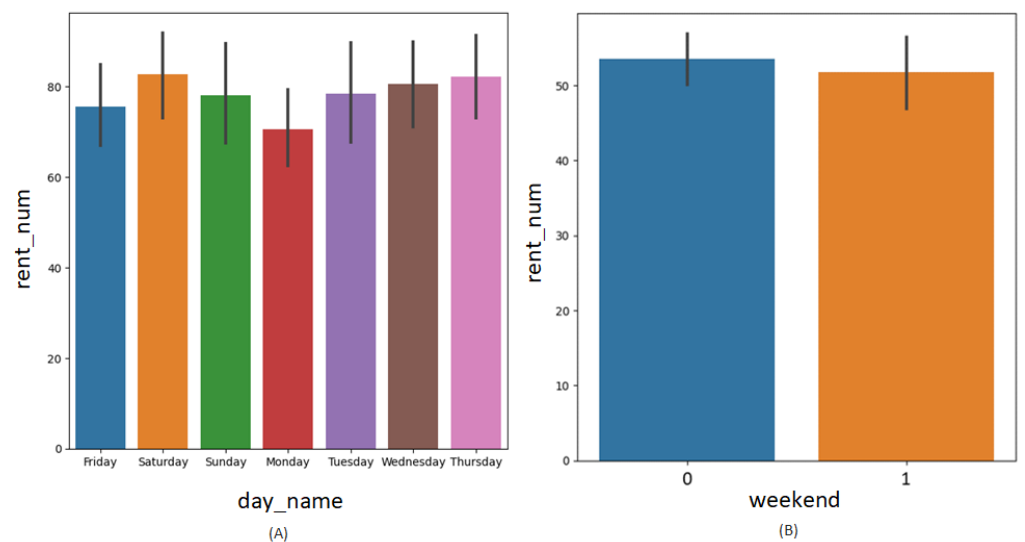 rent_num
80
60
40
20
0
Friday Saturday Sunday Monday Tuesday Wednesday Thursday
day_name
(A)
rent_num
50
40
30
20
10
0
0 1
weekend
(B)